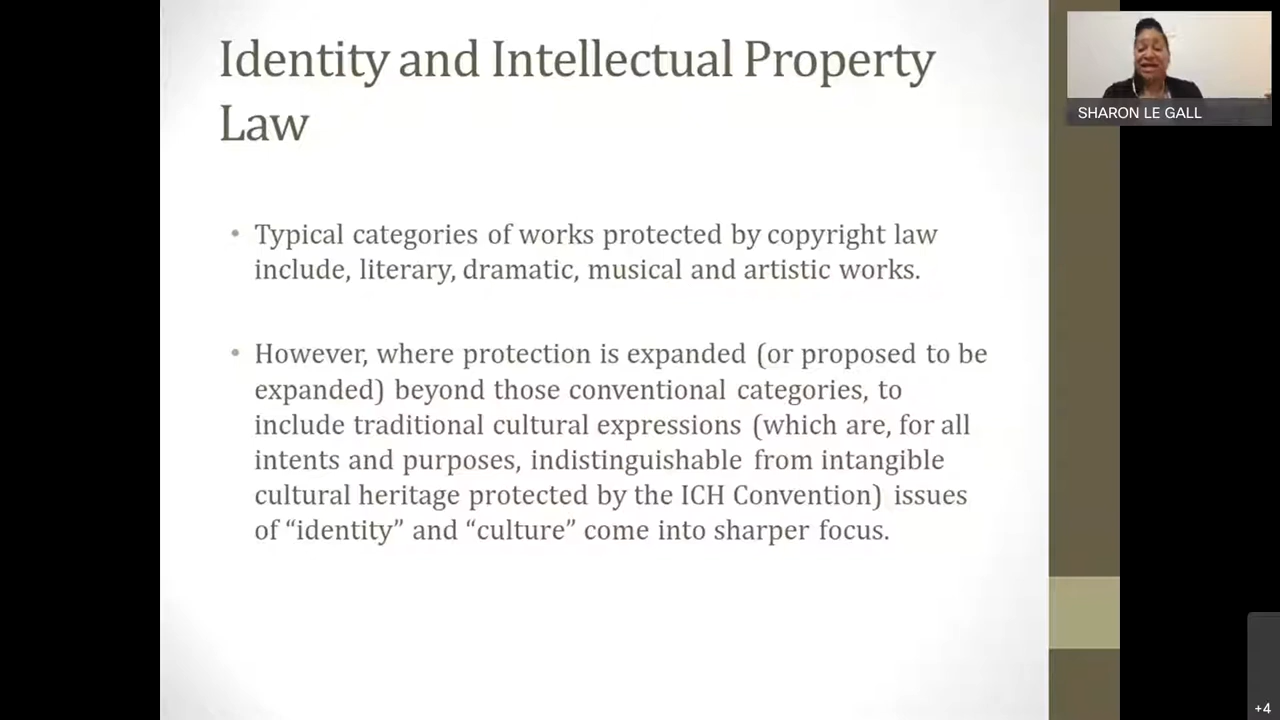 Identity and Intellectual Property
Law
SHARON LE GALL
• Typical categories of works protected by copyright law
include, literary, dramatic, musical and artistic works.
• However, where protection is expanded (or proposed to be
expanded) beyond those conventional categories, to
include traditional cultural expressions (which are, for all
intents and purposes, indistinguishable from intangible
cultural heritage protected by the ICH Convention) issues
of “identity” and “culture” come into sharper focus.
+4